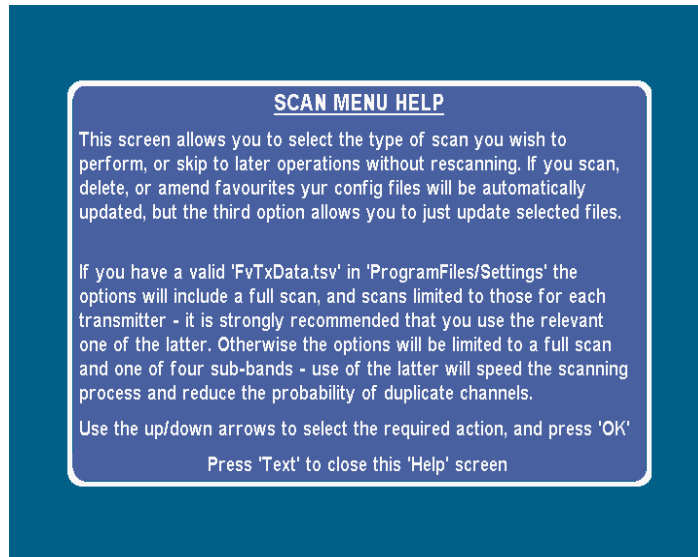 SCAN MENU HELP
This screen allows you to select the type of scan you wish to
perform, or skip to later operations without rescanning. If you scan,
delete, or amend favourites yur config files will be automatically
updated, but the third option allows you to just update selected files.
If you have a valid 'FvTxData.tsv' in 'ProgramFiles/Settings' the
options will include a full scan, and scans limited to those for each
transmitter - it is strongly recommended that you use the relevant
one of the latter. Otherwise the options will be limited to a full scan
and one of four sub-bands - use of the latter will speed the scanning
process and reduce the probability of duplicate channels.
Use the up/down arrows to select the required action, and press 'OK'
Press 'Text' to close this 'Help' screen